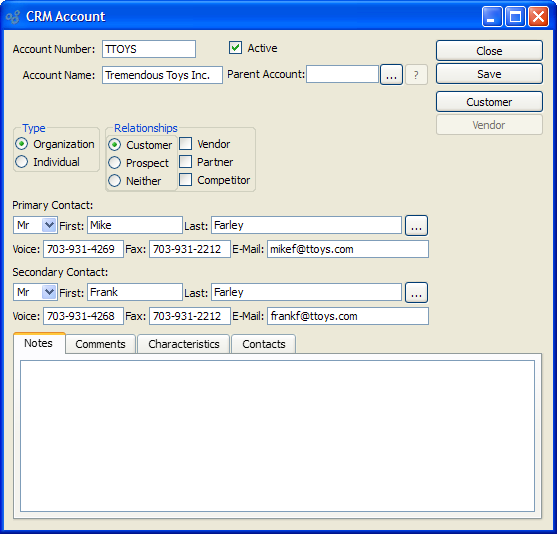 CRM Account
Account Number: TTOYS Active Close
Account Name: Tremendous Toys Inc. Parent Account: ... ? Save
Customer
Vendor
Type Relationships
Organization Customer Vendor
Individual Prospect Partner
Neither Competitor
Primary Contact:
Mr First: Mike Last: Farley ...
Voice: 703-931-4269 Fax: 703-931-2212 E-Mail: mikef@ttoys.com
Secondary Contact:
Mr First: Frank Last: Farley ...
Voice: 703-931-4268 Fax: 703-931-2212 E-Mail: frankf@ttoys.com
Notes Comments Characteristics Contacts